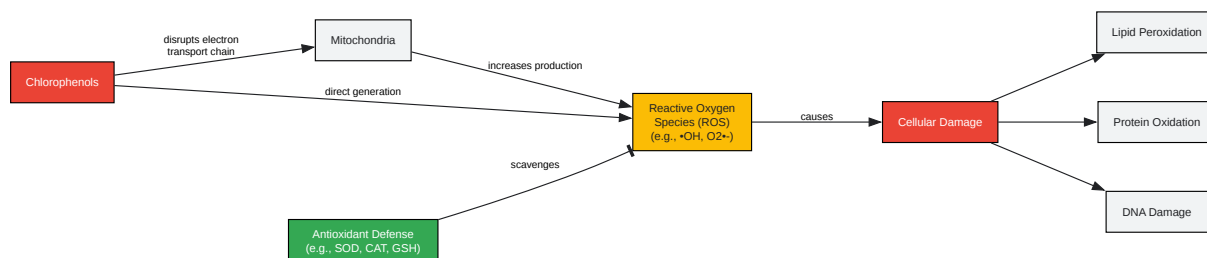 Chlorophenols
disrupts electron
transport chain
Mitochondria
increases production
direct generation
Reactive Oxygen
Species (ROS)
(e.g., •OH, O2•-)
scavenges
Antioxidant Defense
(e.g., SOD, CAT, GSH)
causes
Cellular Damage
Lipid Peroxidation
Protein Oxidation
DNA Damage